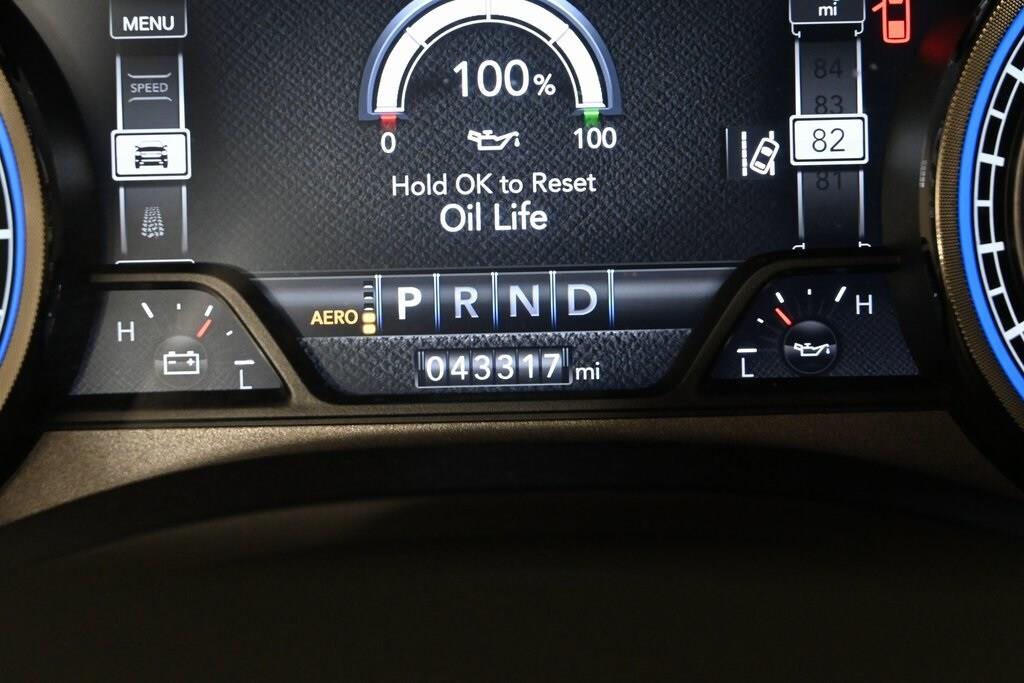 MENU
mi
SPEED
84
83
82
81
100%
0
100
Hold OK to Reset
Oil Life
H
L
AERO
P R N D
043317 mi
H
L